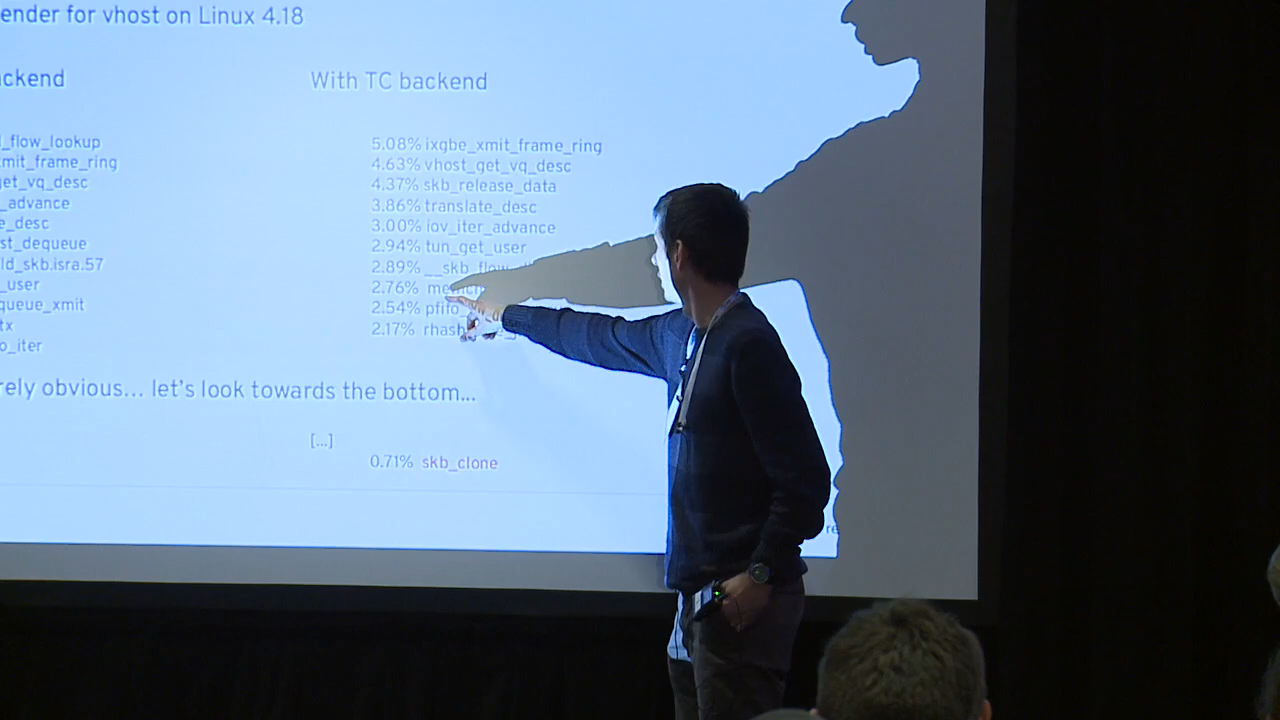 ender for vhost on Linux 4.18
ackend
With TC backend
l_flow_lookup
mit_frame_ring
get_vq_desc
_advance
e_desc
st_dequeue
ld_skb.isra.57
_user
queue_xmit
tx
o_iter
5.08% ixgbe_xmit_frame_ring
4.63% vhost_get_vq_desc
4.37% skb_release_data
3.86% translate_desc
3.00% iov_iter_advance
2.94% tun_get_user
2.89% __skb_flow
2.76%
2.54% pfifo
2.17% rhash
rely obvious... let's look towards the bottom...
[...]
0.71% skb_clone
re